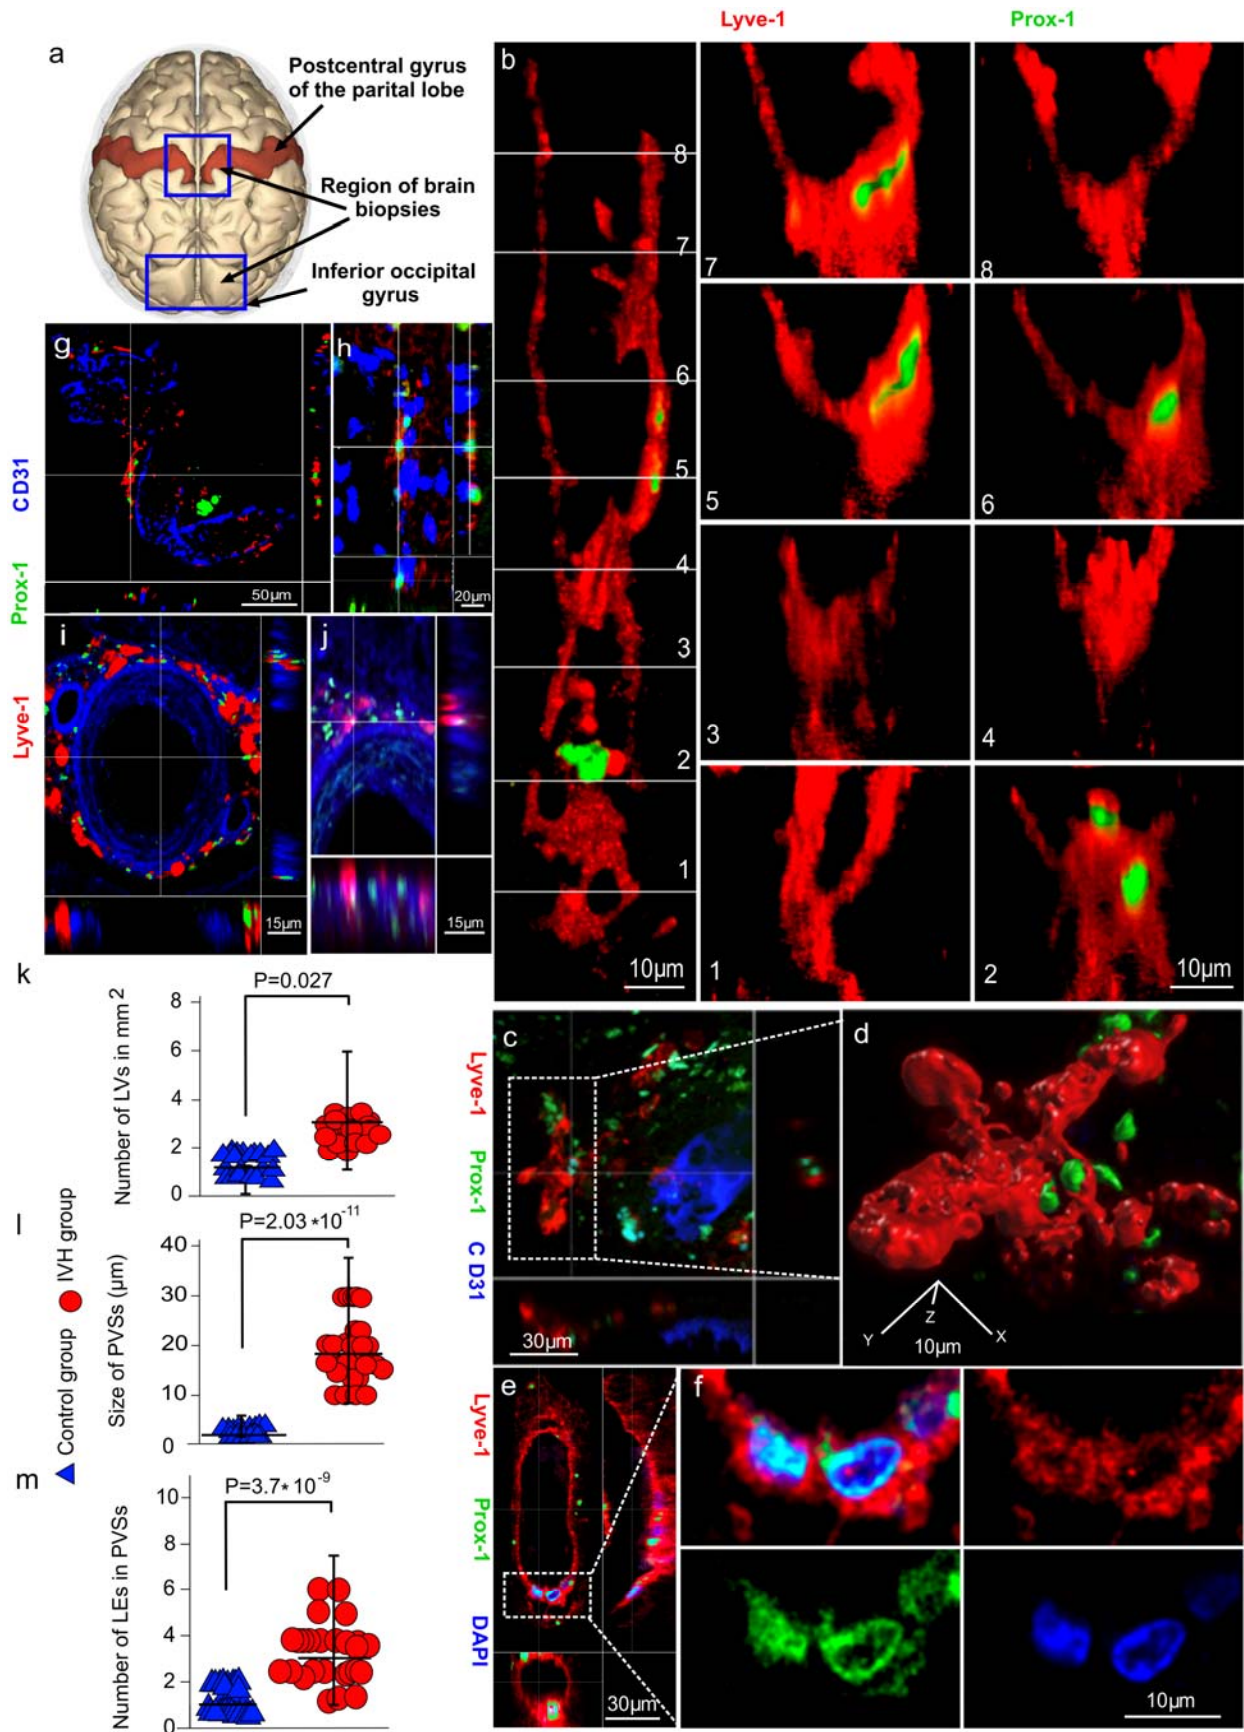 Lyve-1
Prox-1
a
Postcentral gyrus
of the parital lobe
Region of brain
biopsies
Inferior occipital
gyrus
b
8
7
6
5
4
3
2
1
10µm
7
8
5
6
3
4
1
2
10µm
Lyve-1 Prox-1 CD31
g
50µm
h
20µm
i
15µm
j
15µm
c
Lyve-1 Prox-1 C D31
30µm
d
Y
Z
X
10µm
e
Lyve-1 Prox-1 DAPI
30µm
f
10µm
Control group IVH group
k
P=0.027
Number of LVs in mm 2
8
6
4
2
0
l
P=2.03 *10 -11
Size of PVSs (µm)
40
30
20
10
0
m
P=3.7* 10 -9
Number of LEs in PVSs
10
8
6
4
2
0